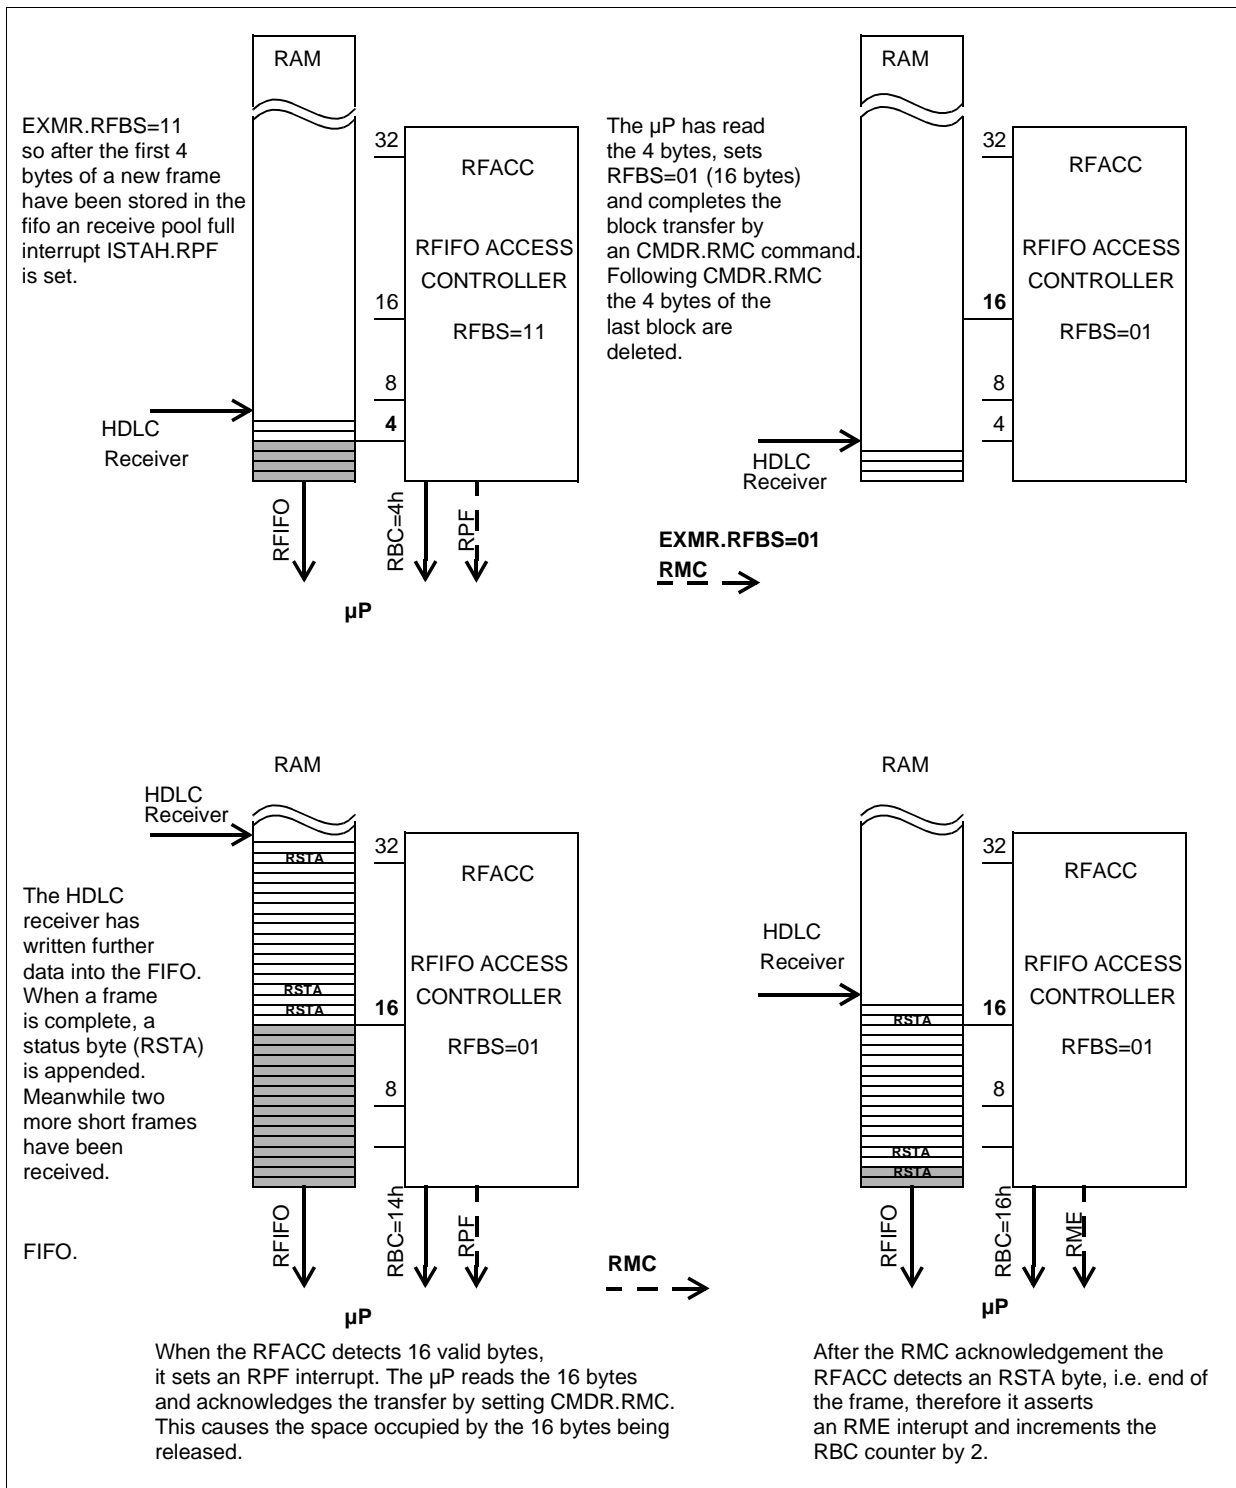 RAM
EXMR.RFBS=11
so after the first 4
bytes of a new frame
have been stored in the
fifo an receive pool full
interrupt ISTAH.RPF
is set.
32
16
8
4
RFACC
RFIFO ACCESS
CONTROLLER
RFBS=11
HDLC
Receiver
RFIFO
RBC=4h
RPF
µP
The µP has read
the 4 bytes, sets
RFBS=01 (16 bytes)
and completes the
block transfer by
an CMDR.RMC command.
Following CMDR.RMC
the 4 bytes of the
last block are
deleted.
RAM
32
16
8
4
RFACC
RFIFO ACCESS
CONTROLLER
RFBS=01
HDLC
Receiver
EXMR.RFBS=01
RMC
RAM
HDLC
Receiver
RSTA
RSTA
RSTA
The HDLC
receiver has
written further
data into the FIFO.
When a frame
is complete, a
status byte (RSTA)
is appended.
Meanwhile two
more short frames
have been
received.
FIFO.
32
16
8
RFACC
RFIFO ACCESS
CONTROLLER
RFBS=01
RFIFO
RBC=14h
RPF
µP
RMC
When the RFACC detects 16 valid bytes,
it sets an RPF interrupt. The µP reads the 16 bytes
and acknowledges the transfer by setting CMDR.RMC.
This causes the space occupied by the 16 bytes being
released.
RAM
HDLC
Receiver
RSTA
RSTA
RSTA
32
16
8
RFACC
RFIFO ACCESS
CONTROLLER
RFBS=01
RFIFO
RBC=16h
RME
µP
After the RMC acknowledgement the
RFACC detects an RSTA byte, i.e. end of
the frame, therefore it asserts
an RME interupt and increments the
RBC counter by 2.